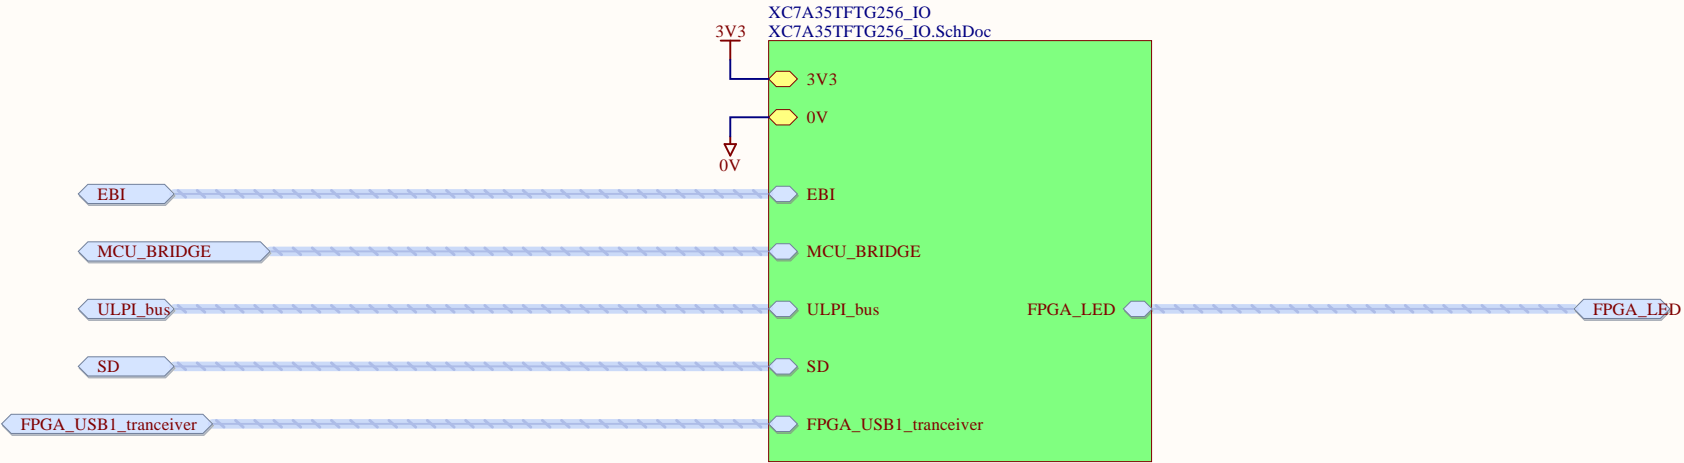 XC7A35TFTG256_IO
XC7A35TFTG256_IO.SchDoc
3V3
3V3
0V
0V
EBI
EBI
MCU_BRIDGE
MCU_BRIDGE
ULPI_bus
ULPI_bus
FPGA_LED
FPGA_LED
SD
SD
FPGA_USB1_tranceiver
FPGA_USB1_tranceiver